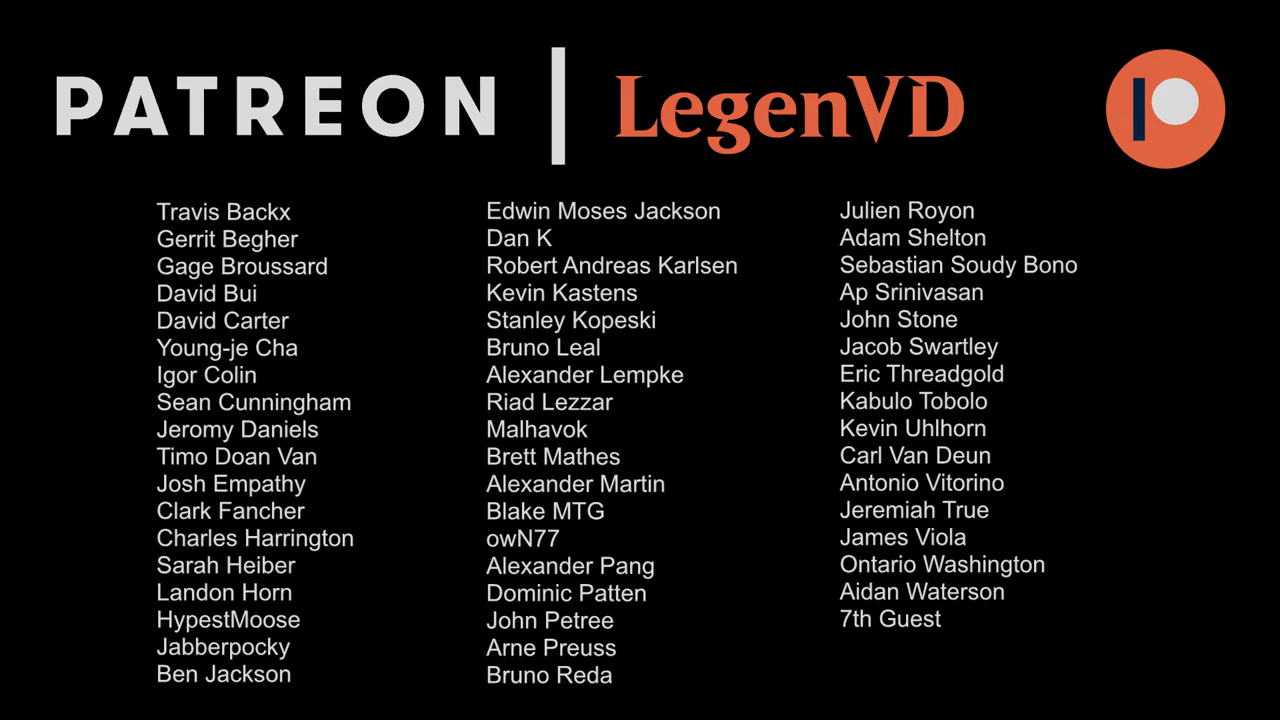 PATREON | LegenVD
Travis Backx
Gerrit Begher
Gage Broussard
David Bui
David Carter
Young-je Cha
Igor Colin
Sean Cunningham
Jeromy Daniels
Timo Doan Van
Josh Empathy
Clark Fancher
Charles Harrington
Sarah Heiber
Landon Horn
HypestMoose
Jabberpocky
Ben Jackson
Edwin Moses Jackson
Dan K
Robert Andreas Karlsen
Kevin Kastens
Stanley Kopeski
Bruno Leal
Alexander Lempke
Riad Lezzar
Malhavok
Brett Mathes
Alexander Martin
Blake MTG
owN77
Alexander Pang
Dominic Patten
John Petree
Arne Preuss
Bruno Reda
Julien Royon
Adam Shelton
Sebastian Soudy Bono
Ap Srinivasan
John Stone
Jacob Swartley
Eric Threadgold
Kabulo Tobolo
Kevin Uhlhorn
Carl Van Deun
Antonio Vitorino
Jeremiah True
James Viola
Ontario Washington
Aidan Waterson
7th Guest